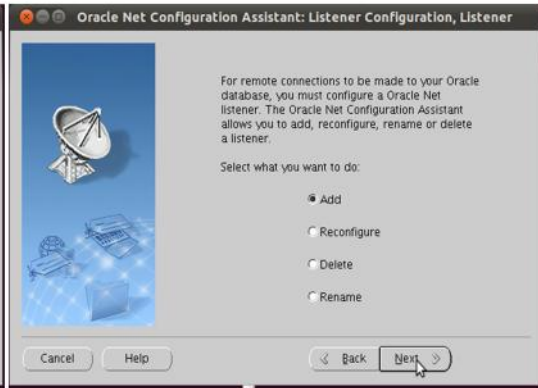 Oracle Net Configuration Assistant: Listener Configuration, Listener
For remote connections to be made to your Oracle
database, you must configure a Oracle Net
listener. The Oracle Net Configuration Assistant
allows you to add, reconfigure, rename or delete
a listener.
Select what you want to do:
Add
Reconfigure
Delete
Rename
Cancel
Help
Back
Next